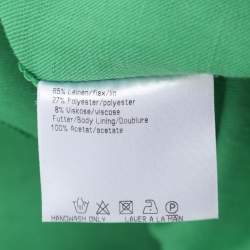 65% Leinen/flex/lin
27% Polyester/polyester
8% Viskose/viscose
Futter/Body Lining/Doublure
100% Acetat/acetate
HANDWASH ONLY LAVER A LA MAIN